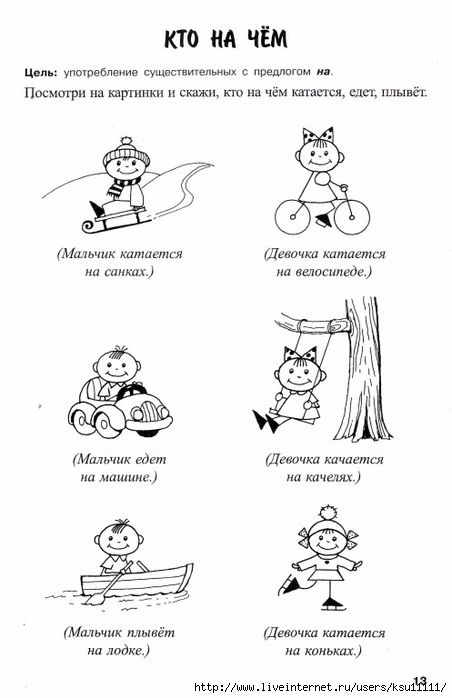 КТО НА ЧЁМ
Цель: употребление существительных с предлогом на.
Посмотри на картинки и скажи, кто на чём катается, едет, плывёт.
(Мальчик катается
на санках.)
(Девочка катается
на велосипеде.)
(Мальчик едет
на машине.)
(Девочка качается
на качелях.)
(Мальчик плывёт
на лодке.)
(Девочка катается
на коньках.)
13
http://www.liveinternet.ru/users/ksu11111/